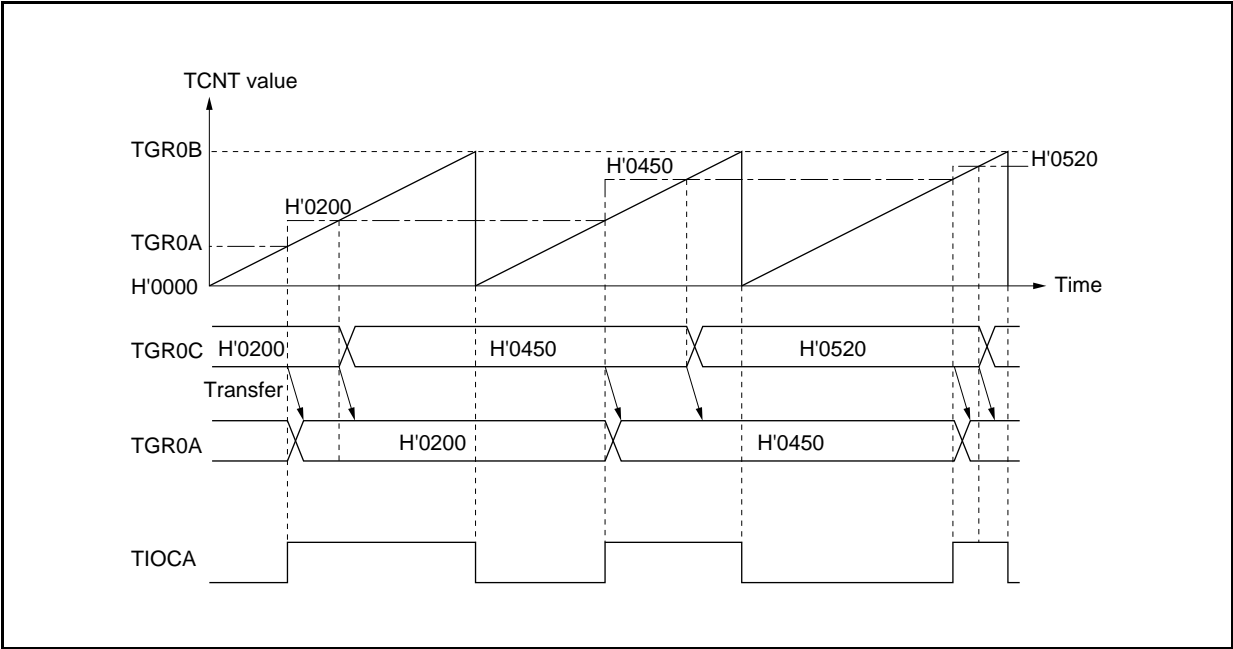 TCNT value
TGR0B
H'0450
H'0520
H'0200
TGR0A
H'0000
Time
TGR0C
H'0200
H'0450
H'0520
Transfer
TGR0A
H'0200
H'0450
TIOCA